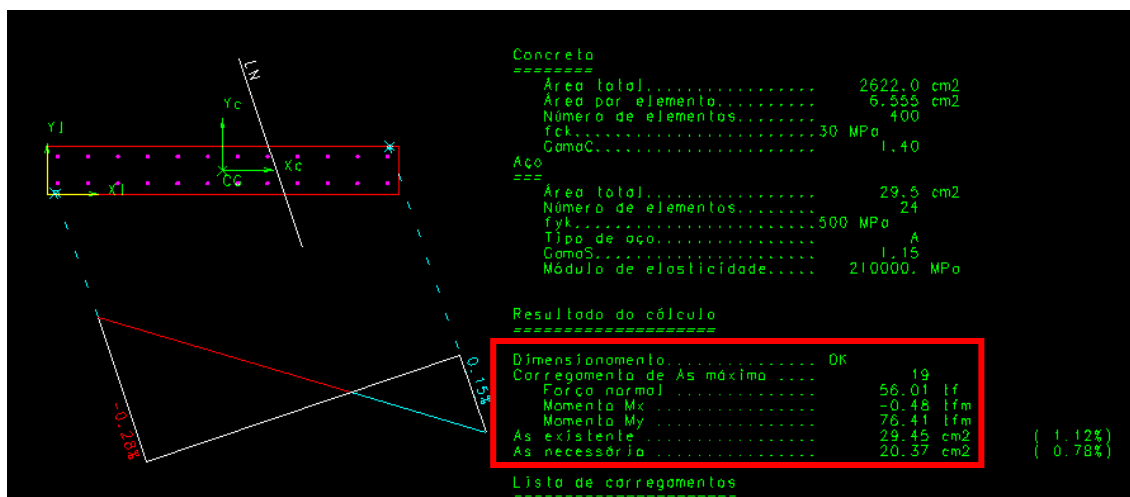 Concreto
========
Área total.................. 2622.0 cm2
Área por elemento........... 6.555 cm2
Número de elementos......... 400
fck.........................30 MPa
GamaC....................... 1.40
Aço
===
Área total.................. 29.5 cm2
Número de elementos......... 24
fyk.........................500 MPa
Tipo de aço................. A
GamaS....................... 1.15
Módulo de elasticidade..... 210000. MPa
Resultado do cálculo
====================
Dimensionamento............... OK
Carregamento de As máximo .... 19
Força normal ............... 56.01 tf
Momento Mx ................. -0.48 tfm
Momento My ................. 76.41 tfm
As existente ................. 29.45 cm2 ( 1.12%)
As necessário ................ 20.37 cm2 ( 0.78%)
Lista de carregamentos
======================
LN
Yc
YI
Xc
CG
XI
0.15%
-0.28%